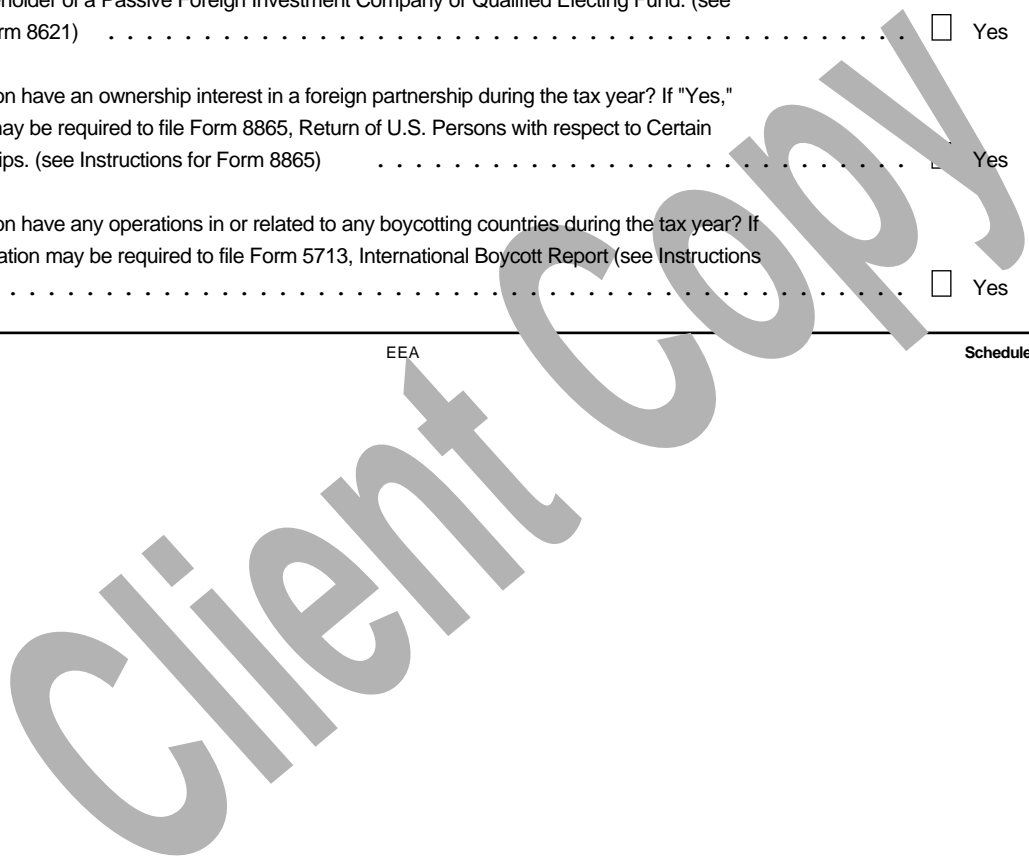 eholder of a Passive Foreign Investment Company or Qualified Electing Fund. (see
rm 8621) . . . . . . . . . . . . . . . . . . . . . . . . . . . . . . . . . . . . . . . . . . Yes
on have an ownership interest in a foreign partnership during the tax year? If "Yes,"
may be required to file Form 8865, Return of U.S. Persons with respect to Certain
ips. (see Instructions for Form 8865) . . . . . . . . . . . . . . . . . . . . . . . . . . . . Yes
on have any operations in or related to any boycotting countries during the tax year? If
ation may be required to file Form 5713, International Boycott Report (see Instructions
. . . . . . . . . . . . . . . . . . . . . . . . . . . . . . . . . . . . . . . . . . . . . . . Yes
EEA Schedule
Client Copy